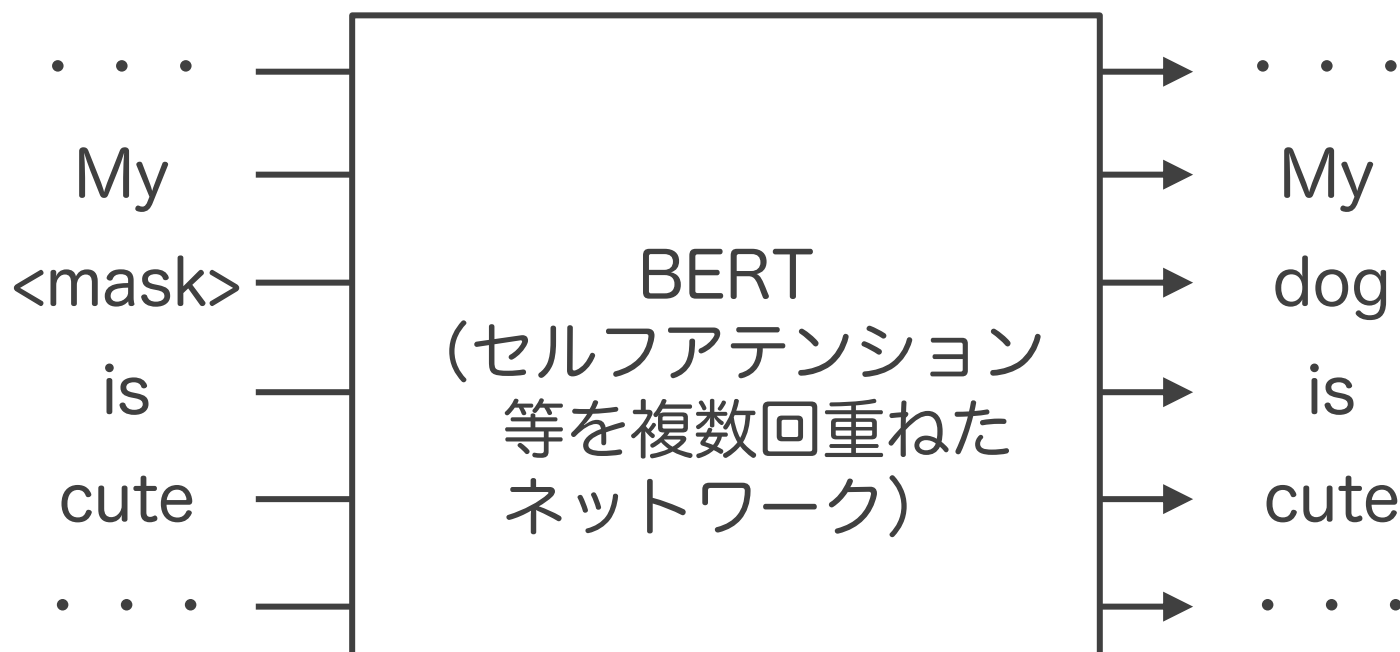 ・ ・ ・
My
<mask>
is
cute
・ ・ ・
BERT
（セルフアテンション
等を複数回重ねた
ネットワーク）
・ ・ ・
My
dog
is
cute
・ ・ ・